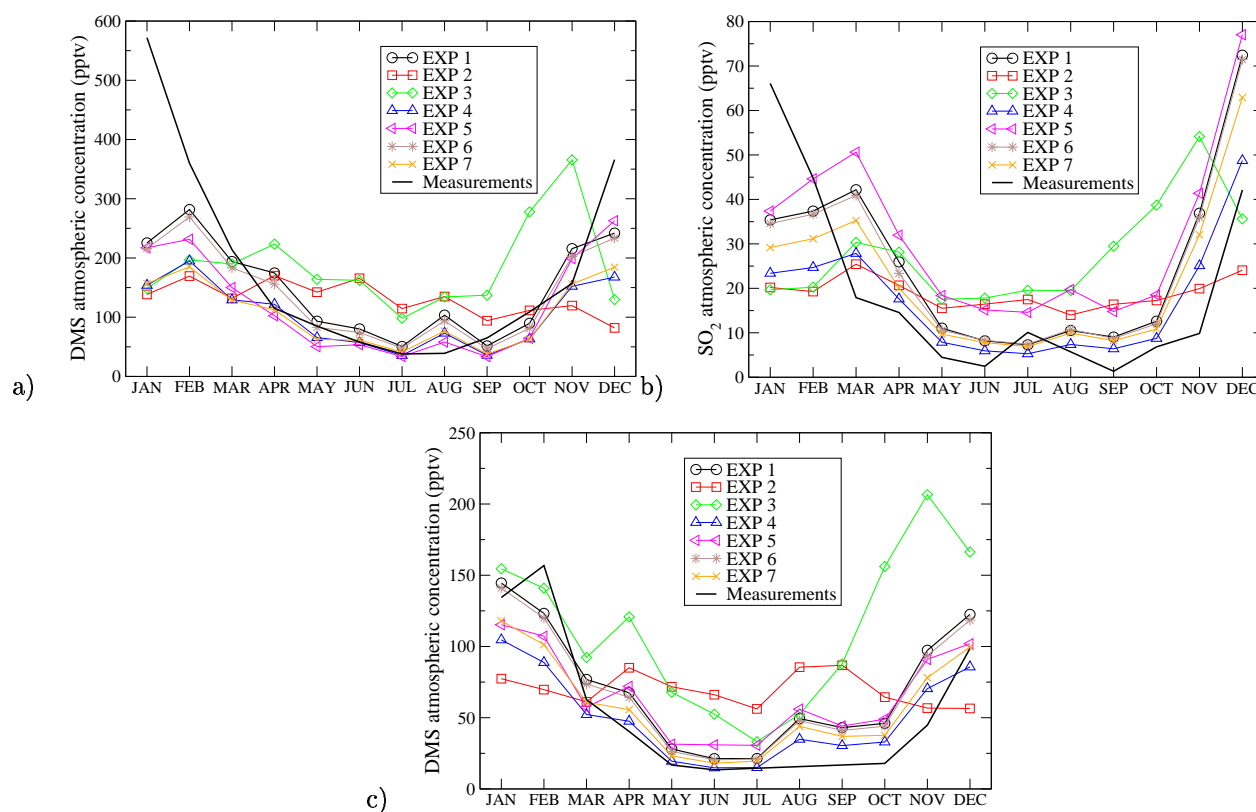 a)
DMS atmospheric concentration (pptv)
600
500
400
300
200
100
0
JAN FEB MAR APR MAY JUN JUL AUG SEP OCT NOV DEC
EXP 1
EXP 2
EXP 3
EXP 4
EXP 5
EXP 6
EXP 7
Measurements
b)
SO2 atmospheric concentration (pptv)
80
70
60
50
40
30
20
10
0
JAN FEB MAR APR MAY JUN JUL AUG SEP OCT NOV DEC
EXP 1
EXP 2
EXP 3
EXP 4
EXP 5
EXP 6
EXP 7
Measurements
c)
DMS atmospheric concentration (pptv)
250
200
150
100
50
0
JAN FEB MAR APR MAY JUN JUL AUG SEP OCT NOV DEC
EXP 1
EXP 2
EXP 3
EXP 4
EXP 5
EXP 6
EXP 7
Measurements